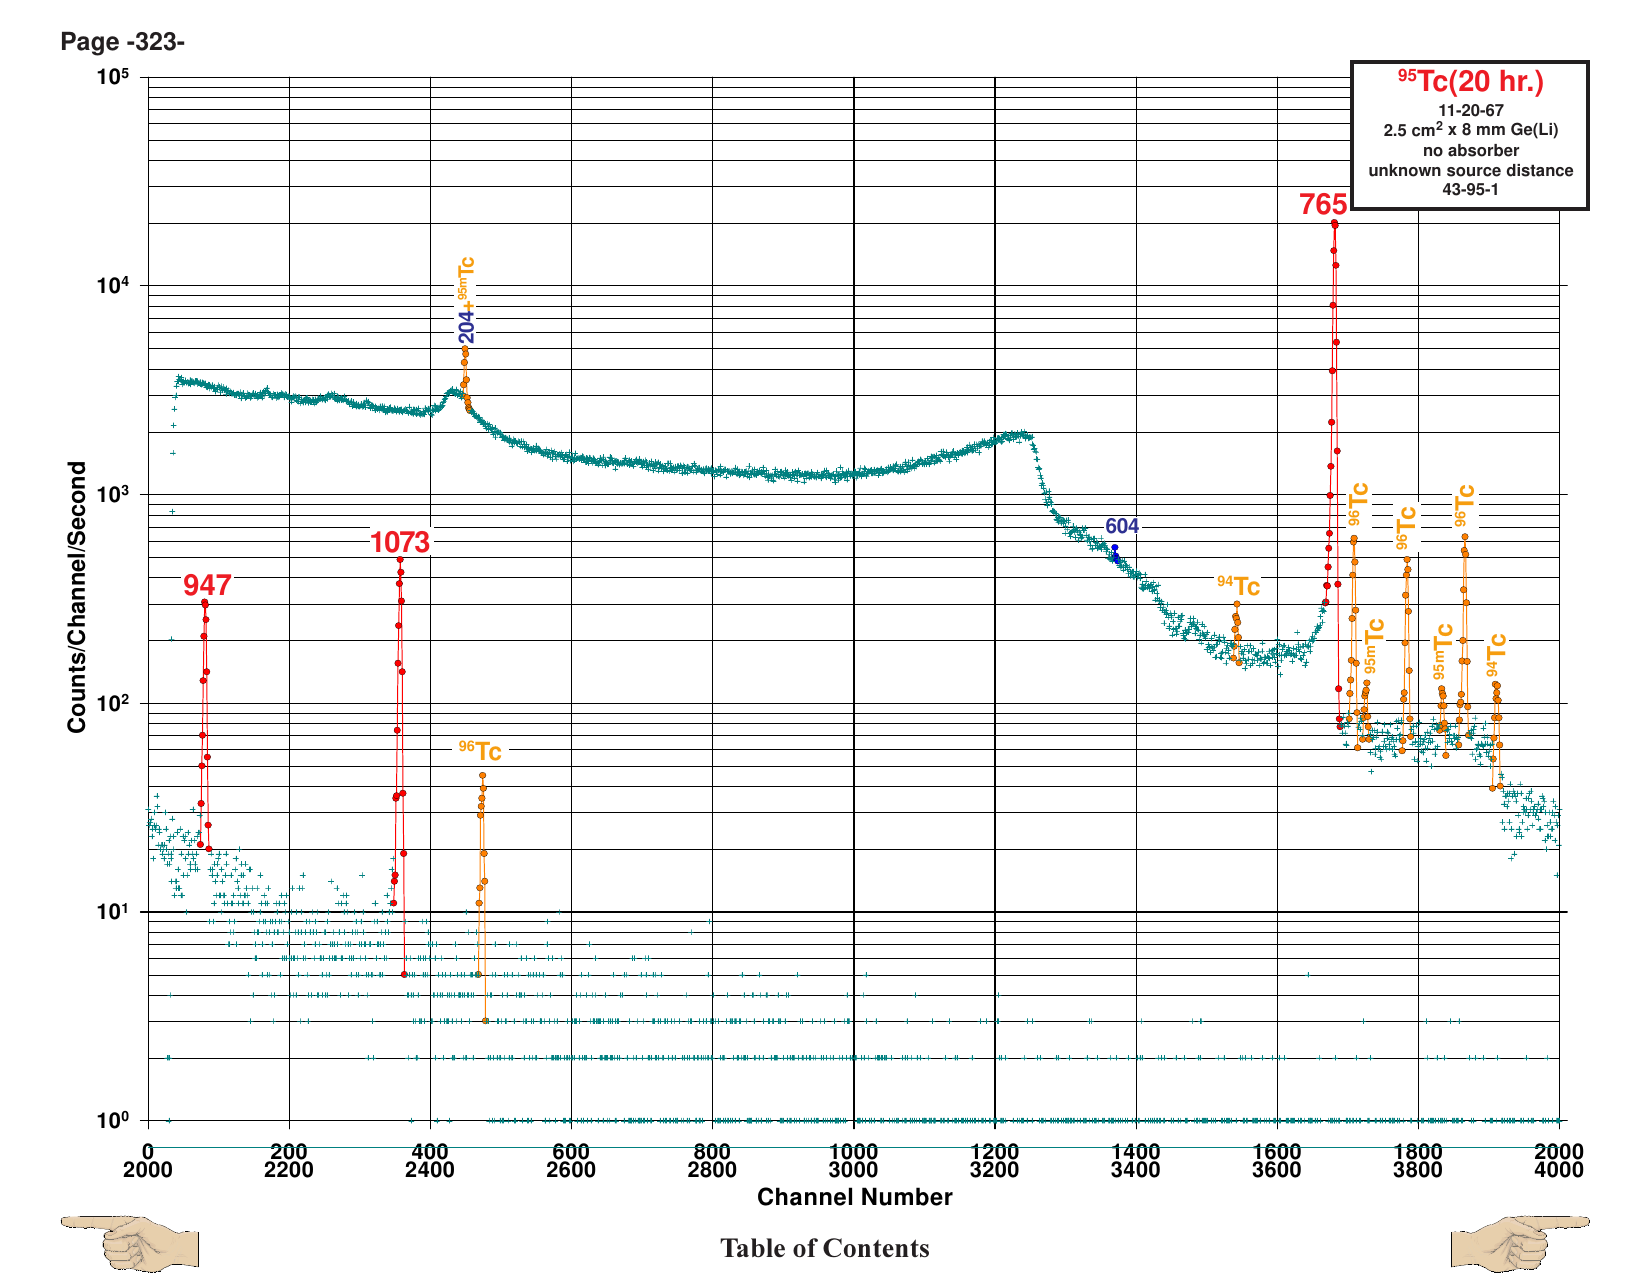 Page -323-
⁹⁵Tc(20 hr.)
11-20-67
2.5 cm² x 8 mm Ge(Li)
no absorber
unknown source distance
43-95-1
Counts/Channel/Second
10⁵
10⁴
10³
10²
10¹
10⁰
204+⁹⁵ᵐTc
765
947
1073
⁹⁶Tc
604
⁹⁴Tc
⁹⁶Tc
⁹⁵ᵐTc
⁹⁶Tc
⁹⁵ᵐTc
⁹⁶Tc
⁹⁴Tc
000 200 400 600 800 1000 1200 1400 1600 1800 2000
2000 2200 2400 2600 2800 3000 3200 3400 3600 3800 4000
Channel Number
Table of Contents